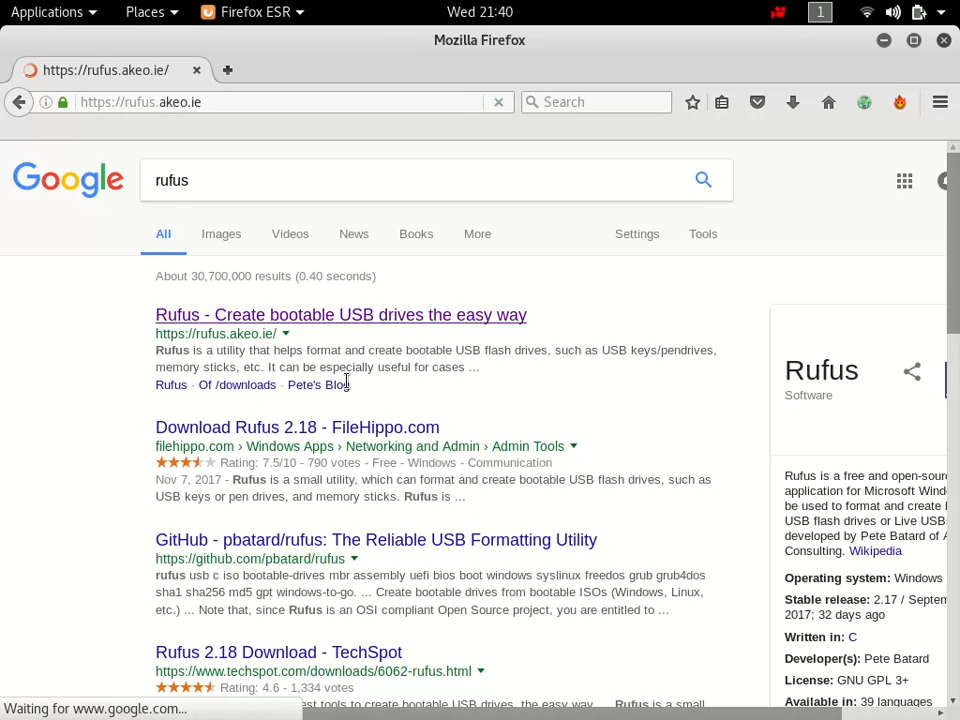 Applications Places Firefox ESR Wed 21:40 1
Mozilla Firefox
https://rufus.akeo.ie/
https://rufus.akeo.ie Search
Google rufus
All Images Videos News Books More Settings Tools
About 30,700,000 results (0.40 seconds)
Rufus - Create bootable USB drives the easy way
https://rufus.akeo.ie/
Rufus is a utility that helps format and create bootable USB flash drives, such as USB keys/pendrives,
memory sticks, etc. It can be especially useful for cases ...
Rufus · Of /downloads · Pete's Blog
Download Rufus 2.18 - FileHippo.com
filehippo.com › Windows Apps › Networking and Admin › Admin Tools
Rating: 7.5/10 - 790 votes - Free - Windows - Communication
Nov 7, 2017 - Rufus is a small utility, which can format and create bootable USB flash drives, such as
USB keys or pen drives, and memory sticks. Rufus is ...
GitHub - pbatard/rufus: The Reliable USB Formatting Utility
https://github.com/pbatard/rufus
rufus usb c iso bootable-drives mbr assembly uefi bios boot windows syslinux freedos grub grub4dos
sha1 sha256 md5 gpt windows-to-go. ... Create bootable drives from bootable ISOs (Windows, Linux,
etc.) ... Note that, since Rufus is an OSI compliant Open Source project, you are entitled to ...
Rufus 2.18 Download - TechSpot
https://www.techspot.com/downloads/6062-rufus.html
Rating: 4.6 - 1,334 votes
Rufus is a small
Rufus
Software
Rufus is a free and open-sour
application for Microsoft Wind
be used to format and create
USB flash drives or Live USB
developed by Pete Batard of A
Consulting. Wikipedia
Operating system: Windows
Stable release: 2.17 / Septem
2017; 32 days ago
Written in: C
Developer(s): Pete Batard
License: GNU GPL 3+
Available in: 39 languages
Waiting for www.google.com...